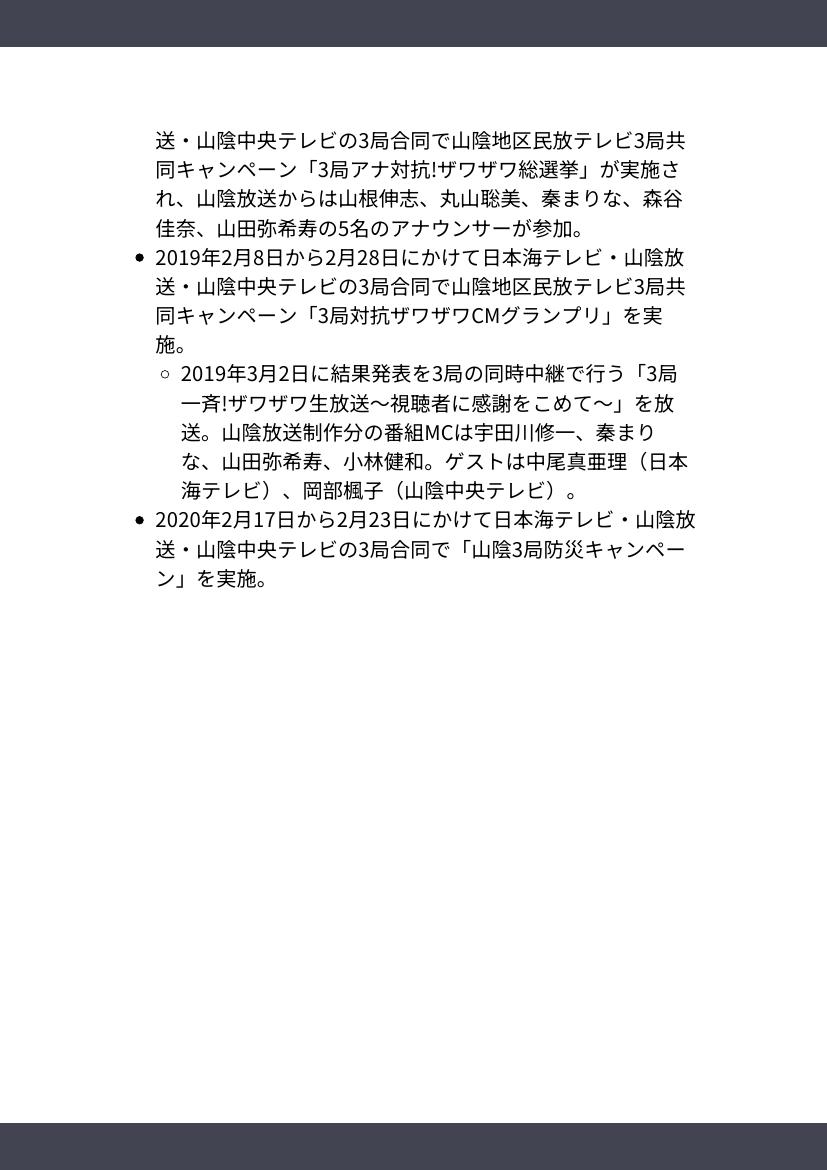 送・山陰中央テレビの3局合同で山陰地区民放テレビ3局共
同キャンペーン「3局アナ対抗!ザワザワ総選挙」が実施さ
れ、山陰放送からは山根伸志、丸山聡美、秦まりな、森谷
佳奈、山田弥希寿の5名のアナウンサーが参加。
• 2019年2月8日から2月28日にかけて日本海テレビ・山陰放
送・山陰中央テレビの3局合同で山陰地区民放テレビ3局共
同キャンペーン「3局対抗ザワザワCMグランプリ」を実
施。
◦ 2019年3月2日に結果発表を3局の同時中継で行う「3局
一斉!ザワザワ生放送〜視聴者に感謝をこめて〜」を放
送。山陰放送制作分の番組MCは宇田川修一、秦まり
な、山田弥希寿、小林健和。ゲストは中尾真亜理（日本
海テレビ）、岡部楓子（山陰中央テレビ）。
• 2020年2月17日から2月23日にかけて日本海テレビ・山陰放
送・山陰中央テレビの3局合同で「山陰3局防災キャンペー
ン」を実施。